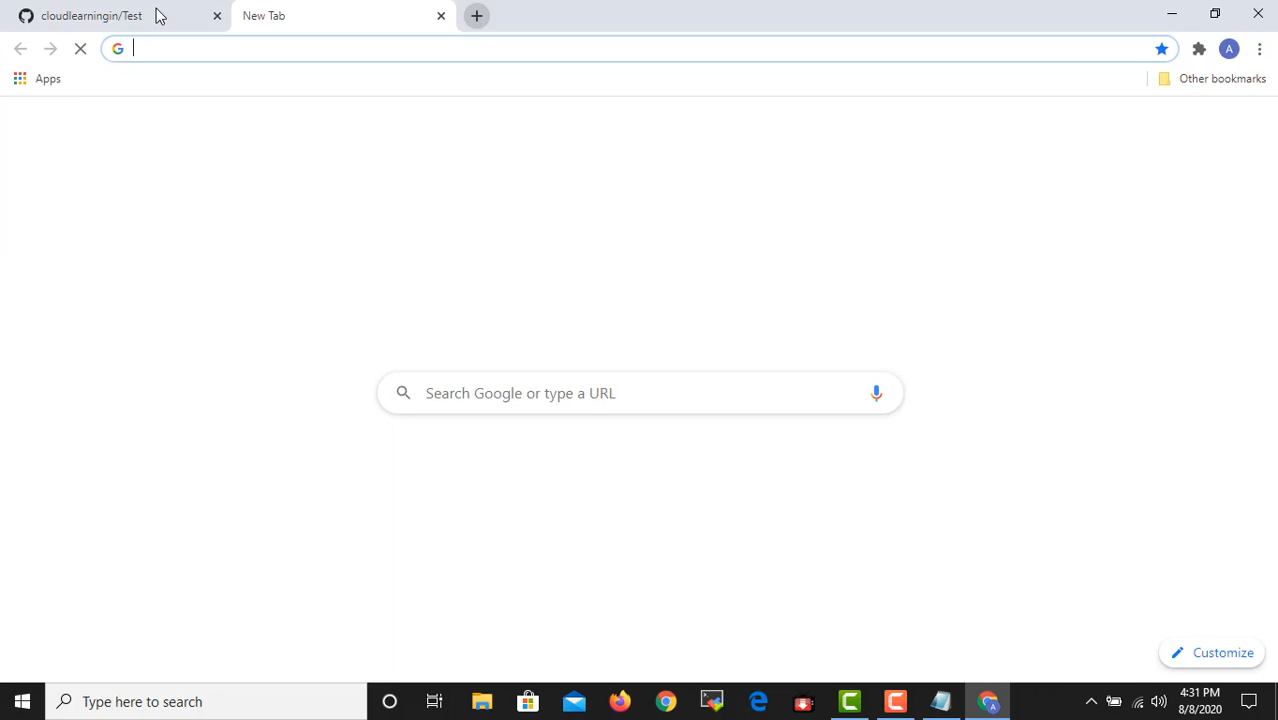 cloudlearningin/Test
New Tab
Apps
Other bookmarks
A
Search Google or type a URL
Customize
Type here to search
4:31 PM
8/8/2020